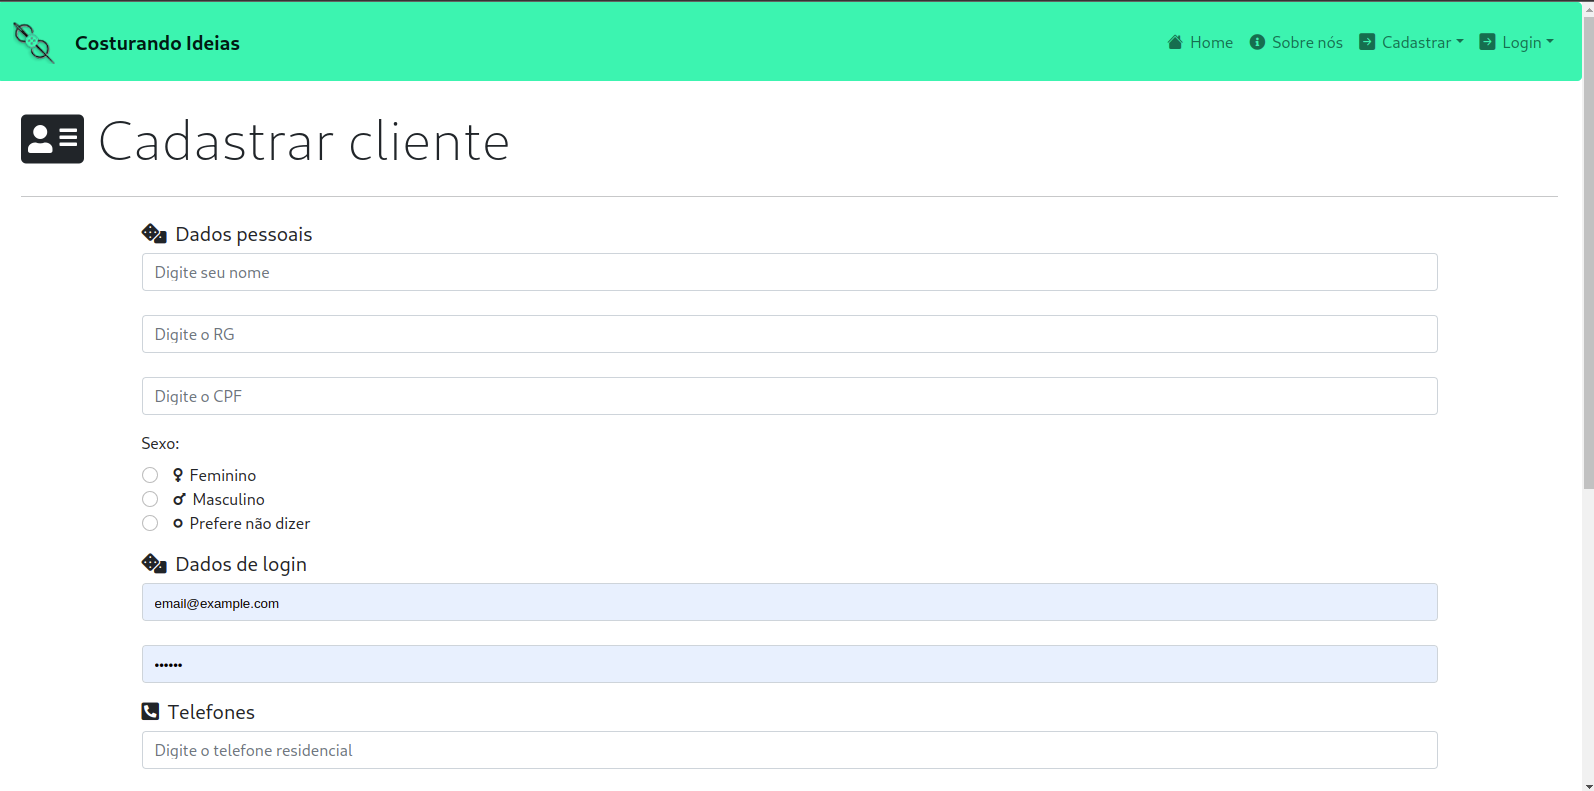 Costurando Ideias
Home Sobre nós Cadastrar Login
Cadastrar cliente
Dados pessoais
Digite seu nome
Digite o RG
Digite o CPF
Sexo:
Feminino
Masculino
Prefere não dizer
Dados de login
email@example.com
••••••
Telefones
Digite o telefone residencial